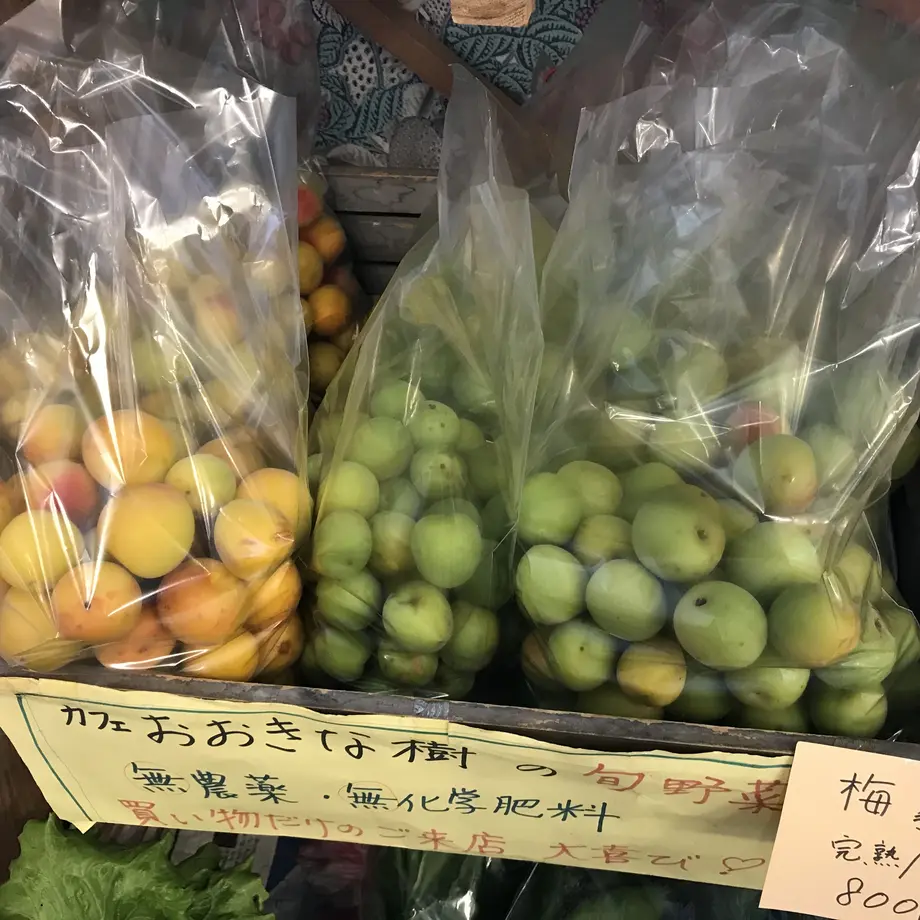 カフェ おおきな樹 の 旬野菜
無農薬・無化学肥料
買い物だけのご来店 大喜び♡
梅
完熟/
800